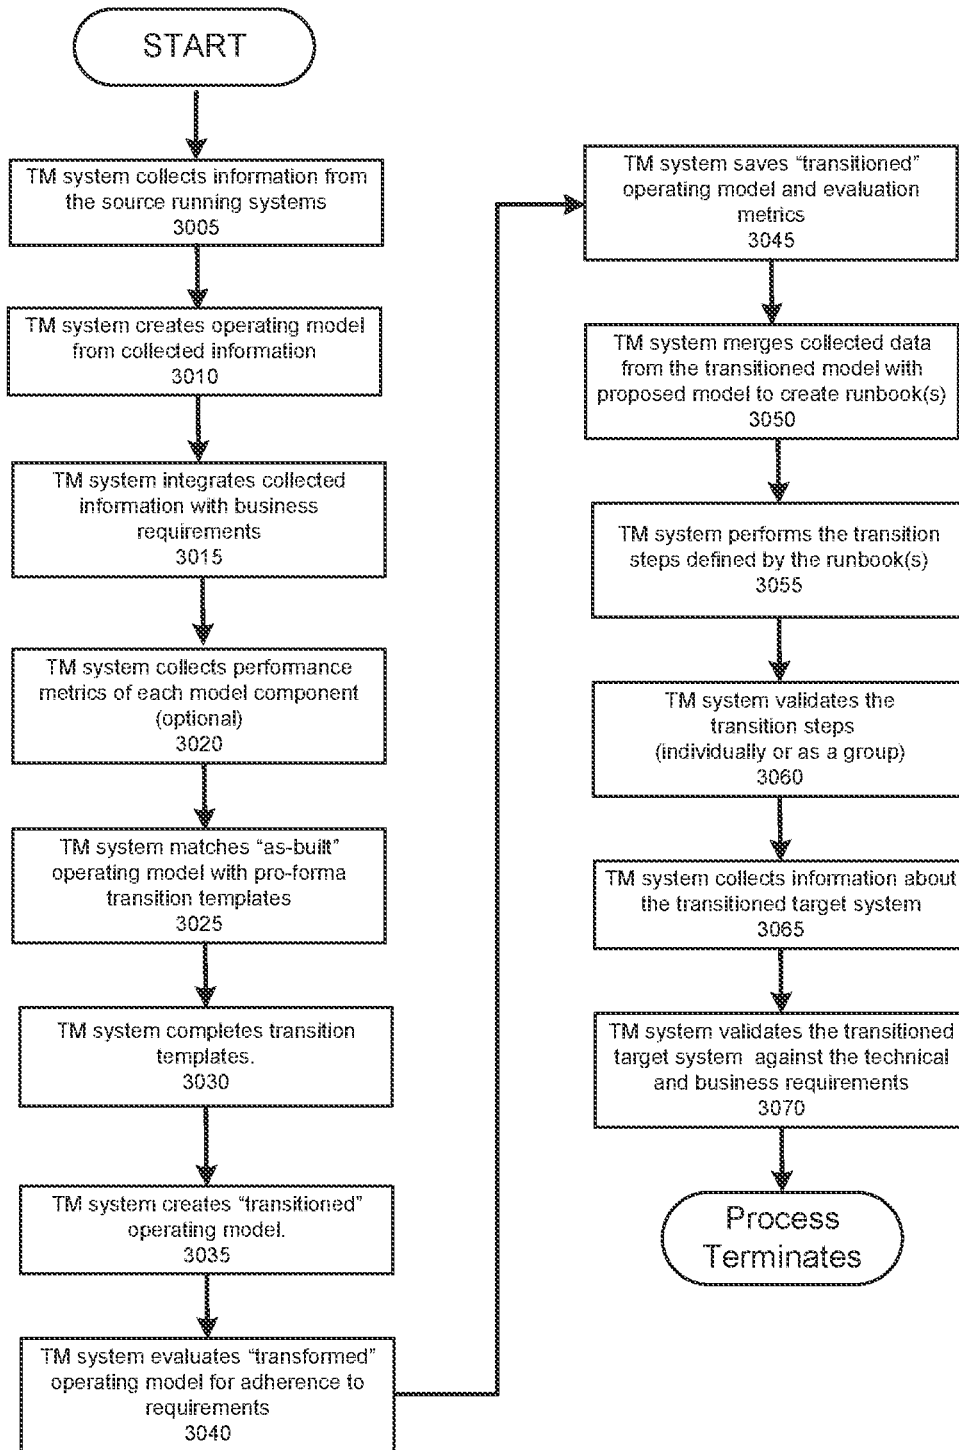 START
TM system collects information from
the source running systems
3005
TM system creates operating model
from collected information
3010
TM system integrates collected
information with business
requirements
3015
TM system collects performance
metrics of each model component
(optional)
3020
TM system matches “as-built”
operating model with pro-forma
transition templates
3025
TM system completes transition
templates.
3030
TM system creates “transitioned”
operating model.
3035
TM system evaluates “transformed”
operating model for adherence to
requirements
3040
TM system saves “transitioned”
operating model and evaluation
metrics
3045
TM system merges collected data
from the transitioned model with
proposed model to create runbook(s)
3050
TM system performs the transition
steps defined by the runbook(s)
3055
TM system validates the
transition steps
(individually or as a group)
3060
TM system collects information about
the transitioned target system
3065
TM system validates the transitioned
target system against the technical
and business requirements
3070
Process
Terminates